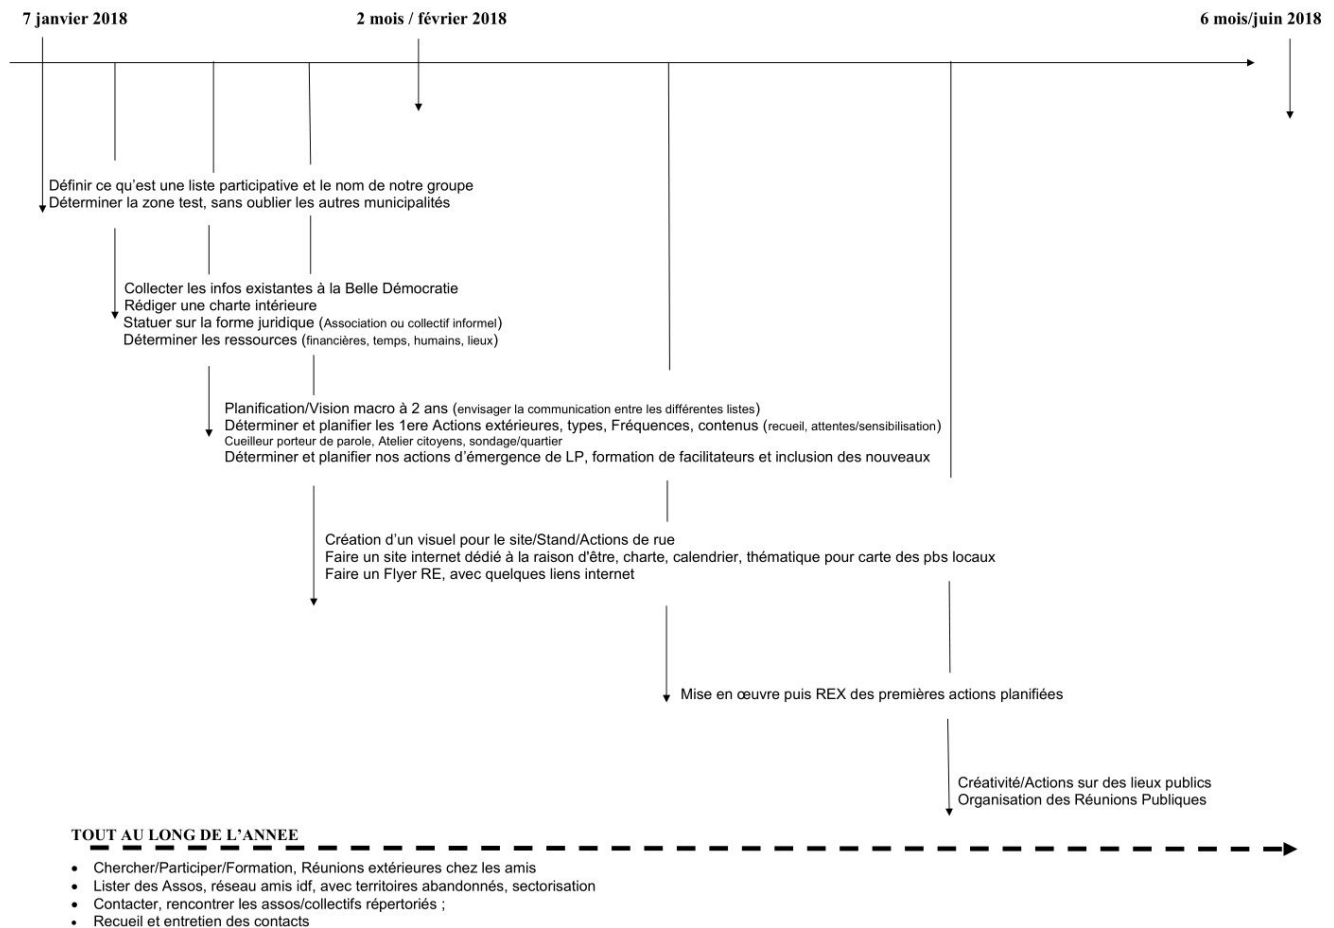 7 janvier 2018
2 mois / février 2018
6 mois/juin 2018
Définir ce qu'est une liste participative et le nom de notre groupe
Déterminer la zone test, sans oublier les autres municipalités
Collecter les infos existantes à la Belle Démocratie
Rédiger une charte intérieure
Statuer sur la forme juridique (Association ou collectif informel)
Déterminer les ressources (financières, temps, humains, lieux)
Planification/Vision macro à 2 ans (envisager la communication entre les différentes listes)
Déterminer et planifier les 1ere Actions extérieures, types, Fréquences, contenus (recueil, attentes/sensibilisation)
Cueilleur porteur de parole, Atelier citoyens, sondage/quartier
Déterminer et planifier nos actions d'émergence de LP, formation de facilitateurs et inclusion des nouveaux
Création d'un visuel pour le site/Stand/Actions de rue
Faire un site internet dédié à la raison d'être, charte, calendrier, thématique pour carte des pbs locaux
Faire un Flyer RE, avec quelques liens internet
Mise en œuvre puis REX des premières actions planifiées
Créativité/Actions sur des lieux publics
Organisation des Réunions Publiques
TOUT AU LONG DE L'ANNEE
• Chercher/Participer/Formation, Réunions extérieures chez les amis
• Lister des Assos, réseau amis idf, avec territoires abandonnés, sectorisation
• Contacter, rencontrer les assos/collectifs répertoriés ;
• Recueil et entretien des contacts